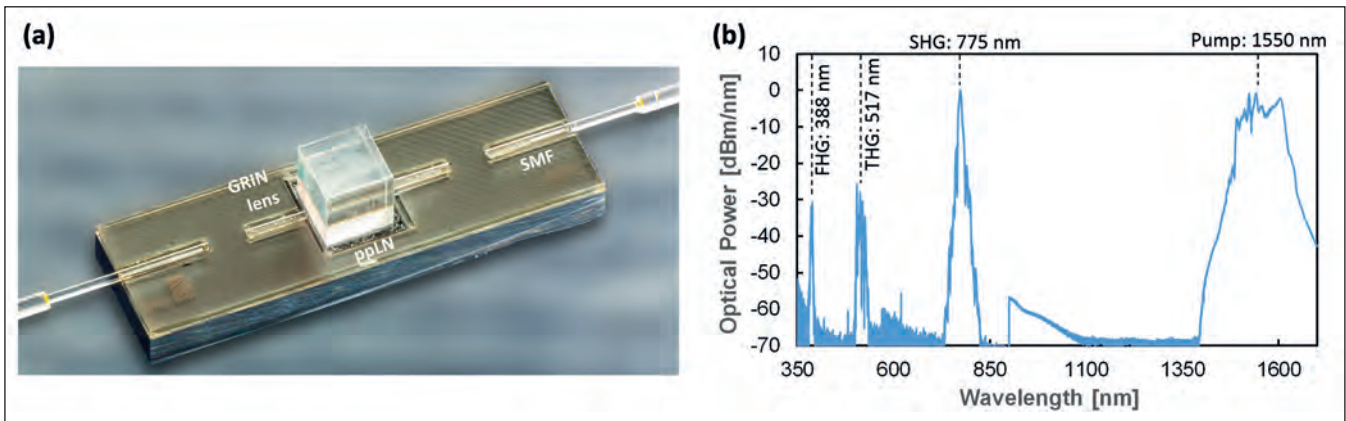 (a)
GRIN
lens
ppLN
SMF
(b)
SHG: 775 nm
Pump: 1550 nm
FHG: 388 nm
THG: 517 nm
Optical Power [dBm/nm]
10
0
-10
-20
-30
-40
-50
-60
-70
350
600
850
1100
1350
1600
Wavelength [nm]